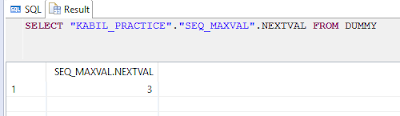 SQL Result
SELECT "KABIL_PRACTICE"."SEQ_MAXVAL".NEXTVAL FROM DUMMY
SEQ_MAXVAL.NEXTVAL
1 3